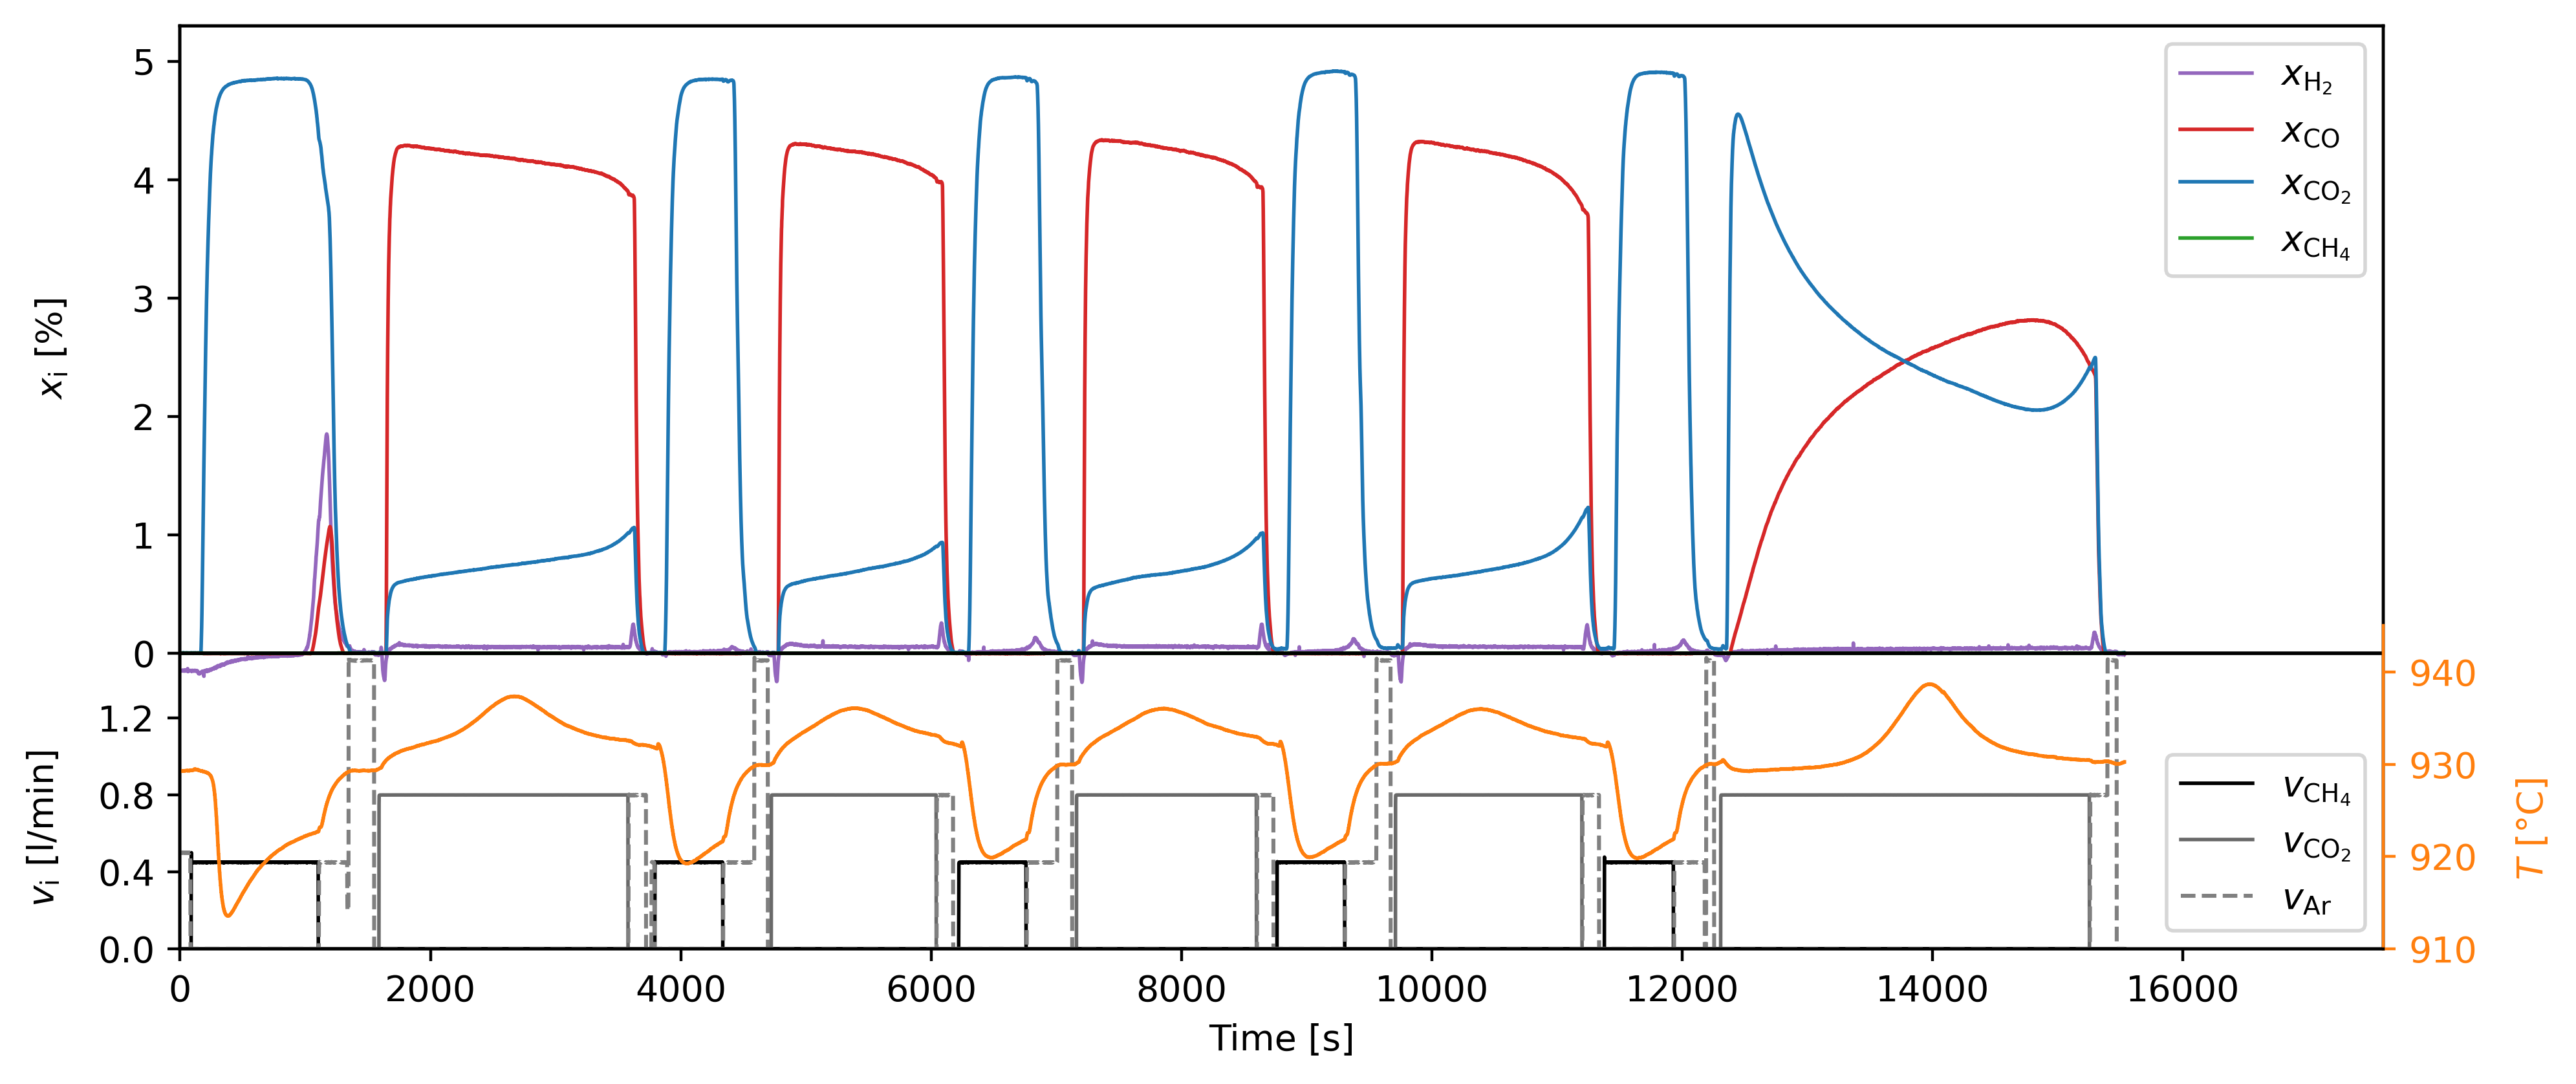 5
4
3
2
1
0
x_i [%]
x_H2
x_CO
x_CO2
x_CH4
1.2
0.8
0.4
0.0
v_i [l/min]
940
930
920
910
T [°C]
v_CH4
v_CO2
v_Ar
0 2000 4000 6000 8000 10000 12000 14000 16000
Time [s]